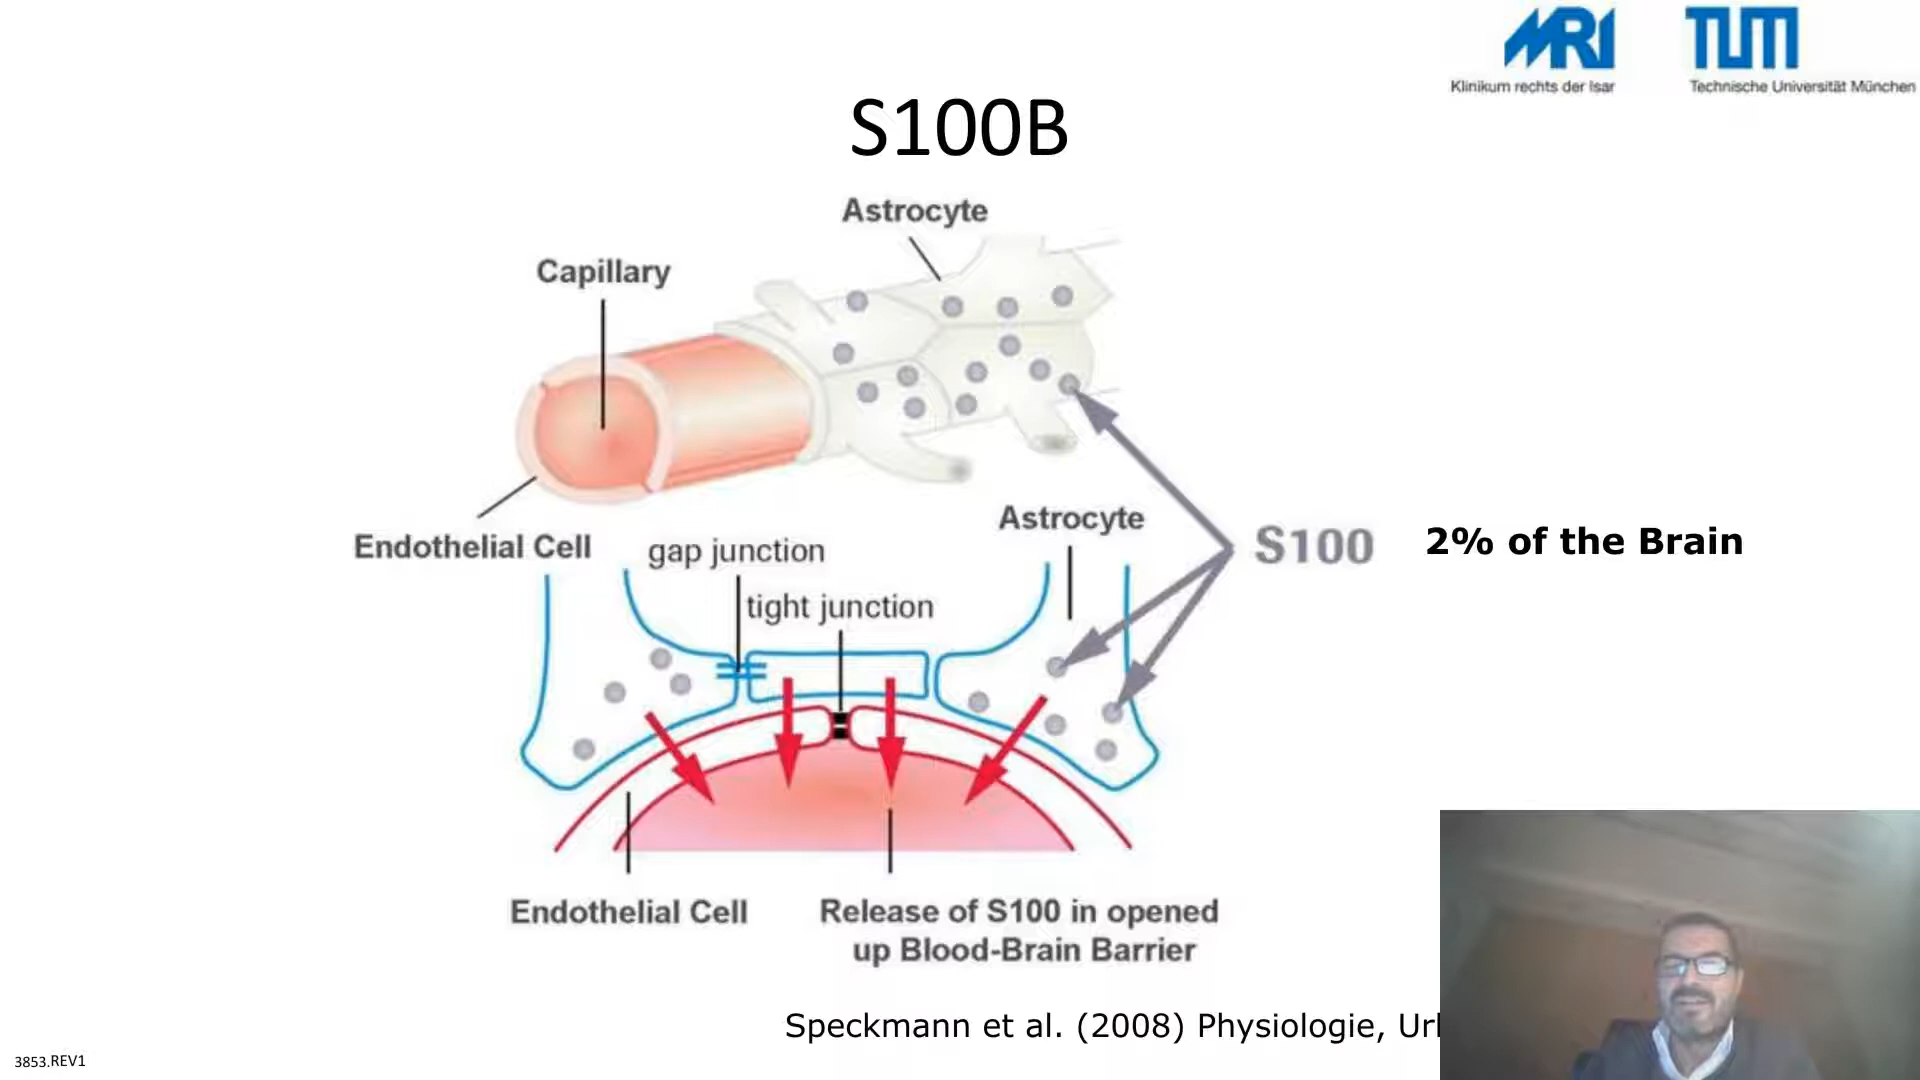 MRI
TUM
Klinikum rechts der Isar
Technische Universität München
S100B
Astrocyte
Capillary
Astrocyte
Endothelial Cell
gap junction
S100
2% of the Brain
tight junction
Endothelial Cell
Release of S100 in opened
up Blood-Brain Barrier
Speckmann et al. (2008) Physiologie,
3853.REV1